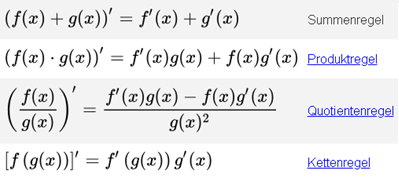 (f(x) + g(x))′ = f′(x) + g′(x) Summenregel
(f(x) · g(x))′ = f′(x)g(x) + f(x)g′(x) Produktregel
(f(x)/g(x))′ = (f′(x)g(x) − f(x)g′(x))/g(x)² Quotientenregel
[f (g(x))]′ = f′ (g(x)) g′(x) Kettenregel